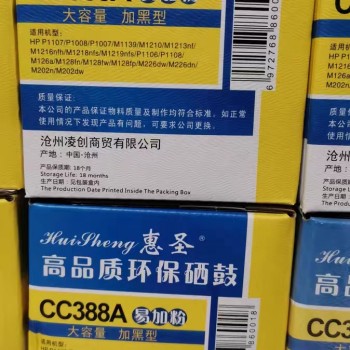 大容量 加黑型
适用机型:
HP P1107/P1008/P1007/M1139/M1210/M1213nf/
M1216nfh/M1218nfs/M1219nfs/P1106/P1108/
M126a/M128fn/M128fw/M128fp/M226dw/M226dn/
M202n/M202dw
质量保证:
本公司的产品保证物料质量及制作均符合标准,如正常
使用情况下发现产品有问题,可要求公司更换。
沧州凌创商贸有限公司
产地:中国·沧州
产品保质期:18个月
Storage Life: 18 months
生产日期:见包装盒内
The Production Date Printed Inside The Packing Box
HuiSheng 惠圣
高品质环保硒鼓
CC388A 易加粉
大容量 加黑型
适用机型: